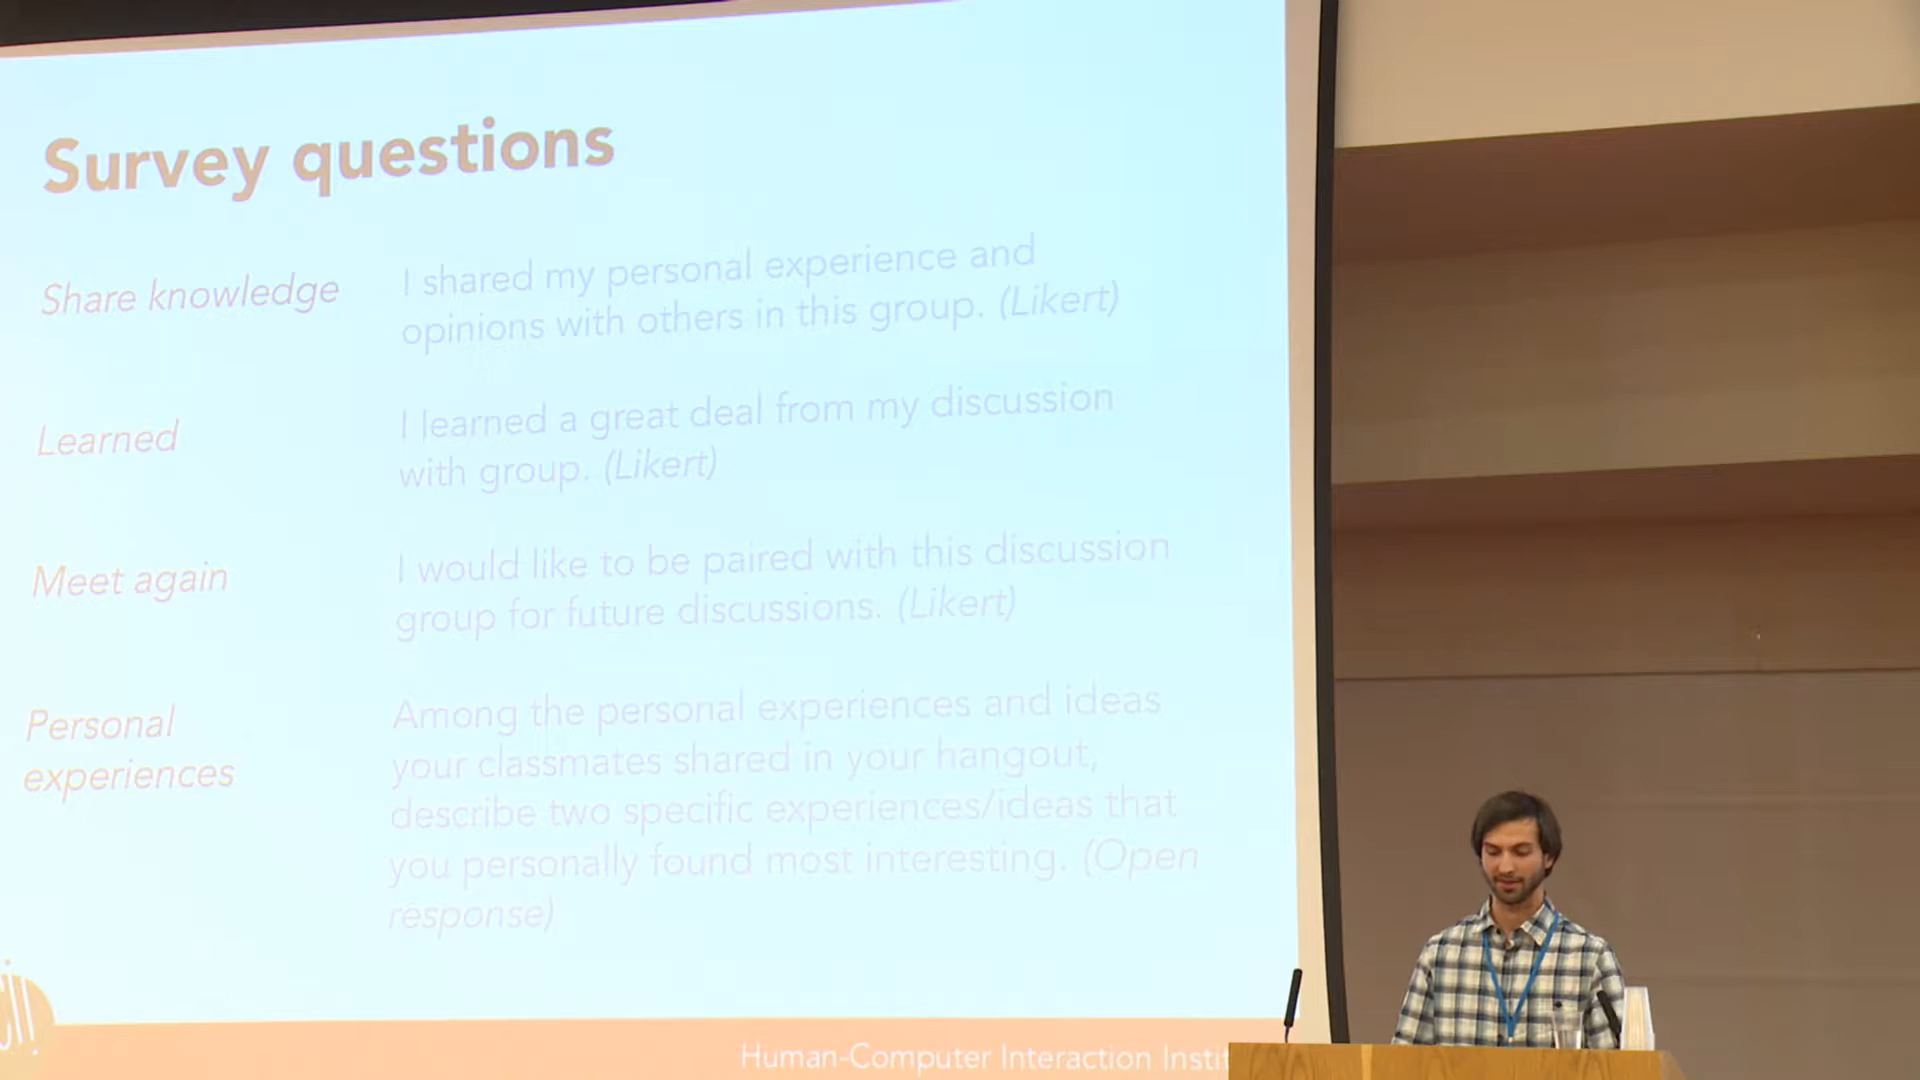 Survey questions
Share knowledge
I shared my personal experience and
opinions with others in this group. (Likert)
Learned
I learned a great deal from my discussion
with group. (Likert)
Meet again
I would like to be paired with this discussion
group for future discussions. (Likert)
Personal
experiences
Among the personal experiences and ideas
your classmates shared in your hangout,
describe two specific experiences/ideas that
you personally found most interesting. (Open
response)
Human-Computer Interaction